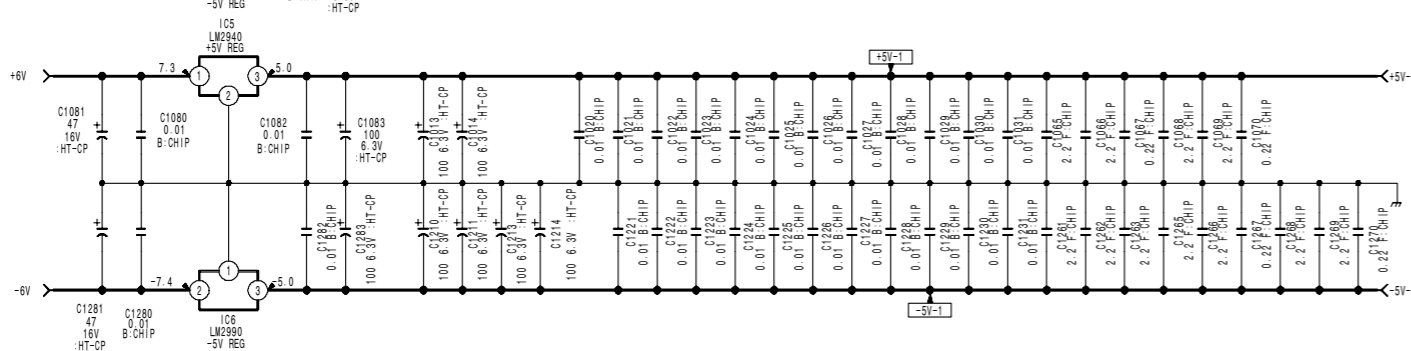 -5V REG
:HT-CP
IC5
LM2940
+5V REG
+6V
7.3
1
3
5.0
2
+5V-1
+5V-
C1081
47
16V
:HT-CP
+
C1080
0.01
B:CHIP
C1082
0.01
B:CHIP
+
C1083
100
6.3V
:HT-CP
+
C1013
100 6.3V :HT-CP
+
C1014
100 6.3V :HT-CP
C1020
0.01 B:CHIP
C1021
0.01 B:CHIP
C1022
0.01 B:CHIP
C1023
0.01 B:CHIP
C1024
0.01 B:CHIP
C1025
0.01 B:CHIP
C1026
0.01 B:CHIP
C1027
0.01 B:CHIP
C1028
0.01 B:CHIP
C1029
0.01 B:CHIP
C1030
0.01 B:CHIP
C1031
0.01 B:CHIP
C1065
2.2 F:CHIP
C1066
2.2 F:CHIP
C1067
0.22 F:CHIP
C1068
2.2 F:CHIP
C1069
2.2 F:CHIP
C1070
0.22 F:CHIP
+
C1282
0.01 B:CHIP
+
C1283
100 6.3V :HT-CP
+
C1210
100 6.3V :HT-CP
+
C1211
100 6.3V :HT-CP
+
C1213
100 6.3V :HT-CP
+
C1214
100 6.3V :HT-CP
C1221
0.01 B:CHIP
C1222
0.01 B:CHIP
C1223
0.01 B:CHIP
C1224
0.01 B:CHIP
C1225
0.01 B:CHIP
C1226
0.01 B:CHIP
C1227
0.01 B:CHIP
C1228
0.01 B:CHIP
C1229
0.01 B:CHIP
C1230
0.01 B:CHIP
C1231
0.01 B:CHIP
C1261
2.2 F:CHIP
C1262
2.2 F:CHIP
C1263
2.2 F:CHIP
C1265
2.2 F:CHIP
C1266
2.2 F:CHIP
C1267
0.22 F:CHIP
C1268
2.2 F:CHIP
C1269
2.2 F:CHIP
C1270
0.22 F:CHIP
-6V
-7.4
1
2
3
-5.0
-5V-1
-5V-
C1281
47
16V
:HT-CP
C1280
0.01
B:CHIP
IC6
LM2990
-5V REG